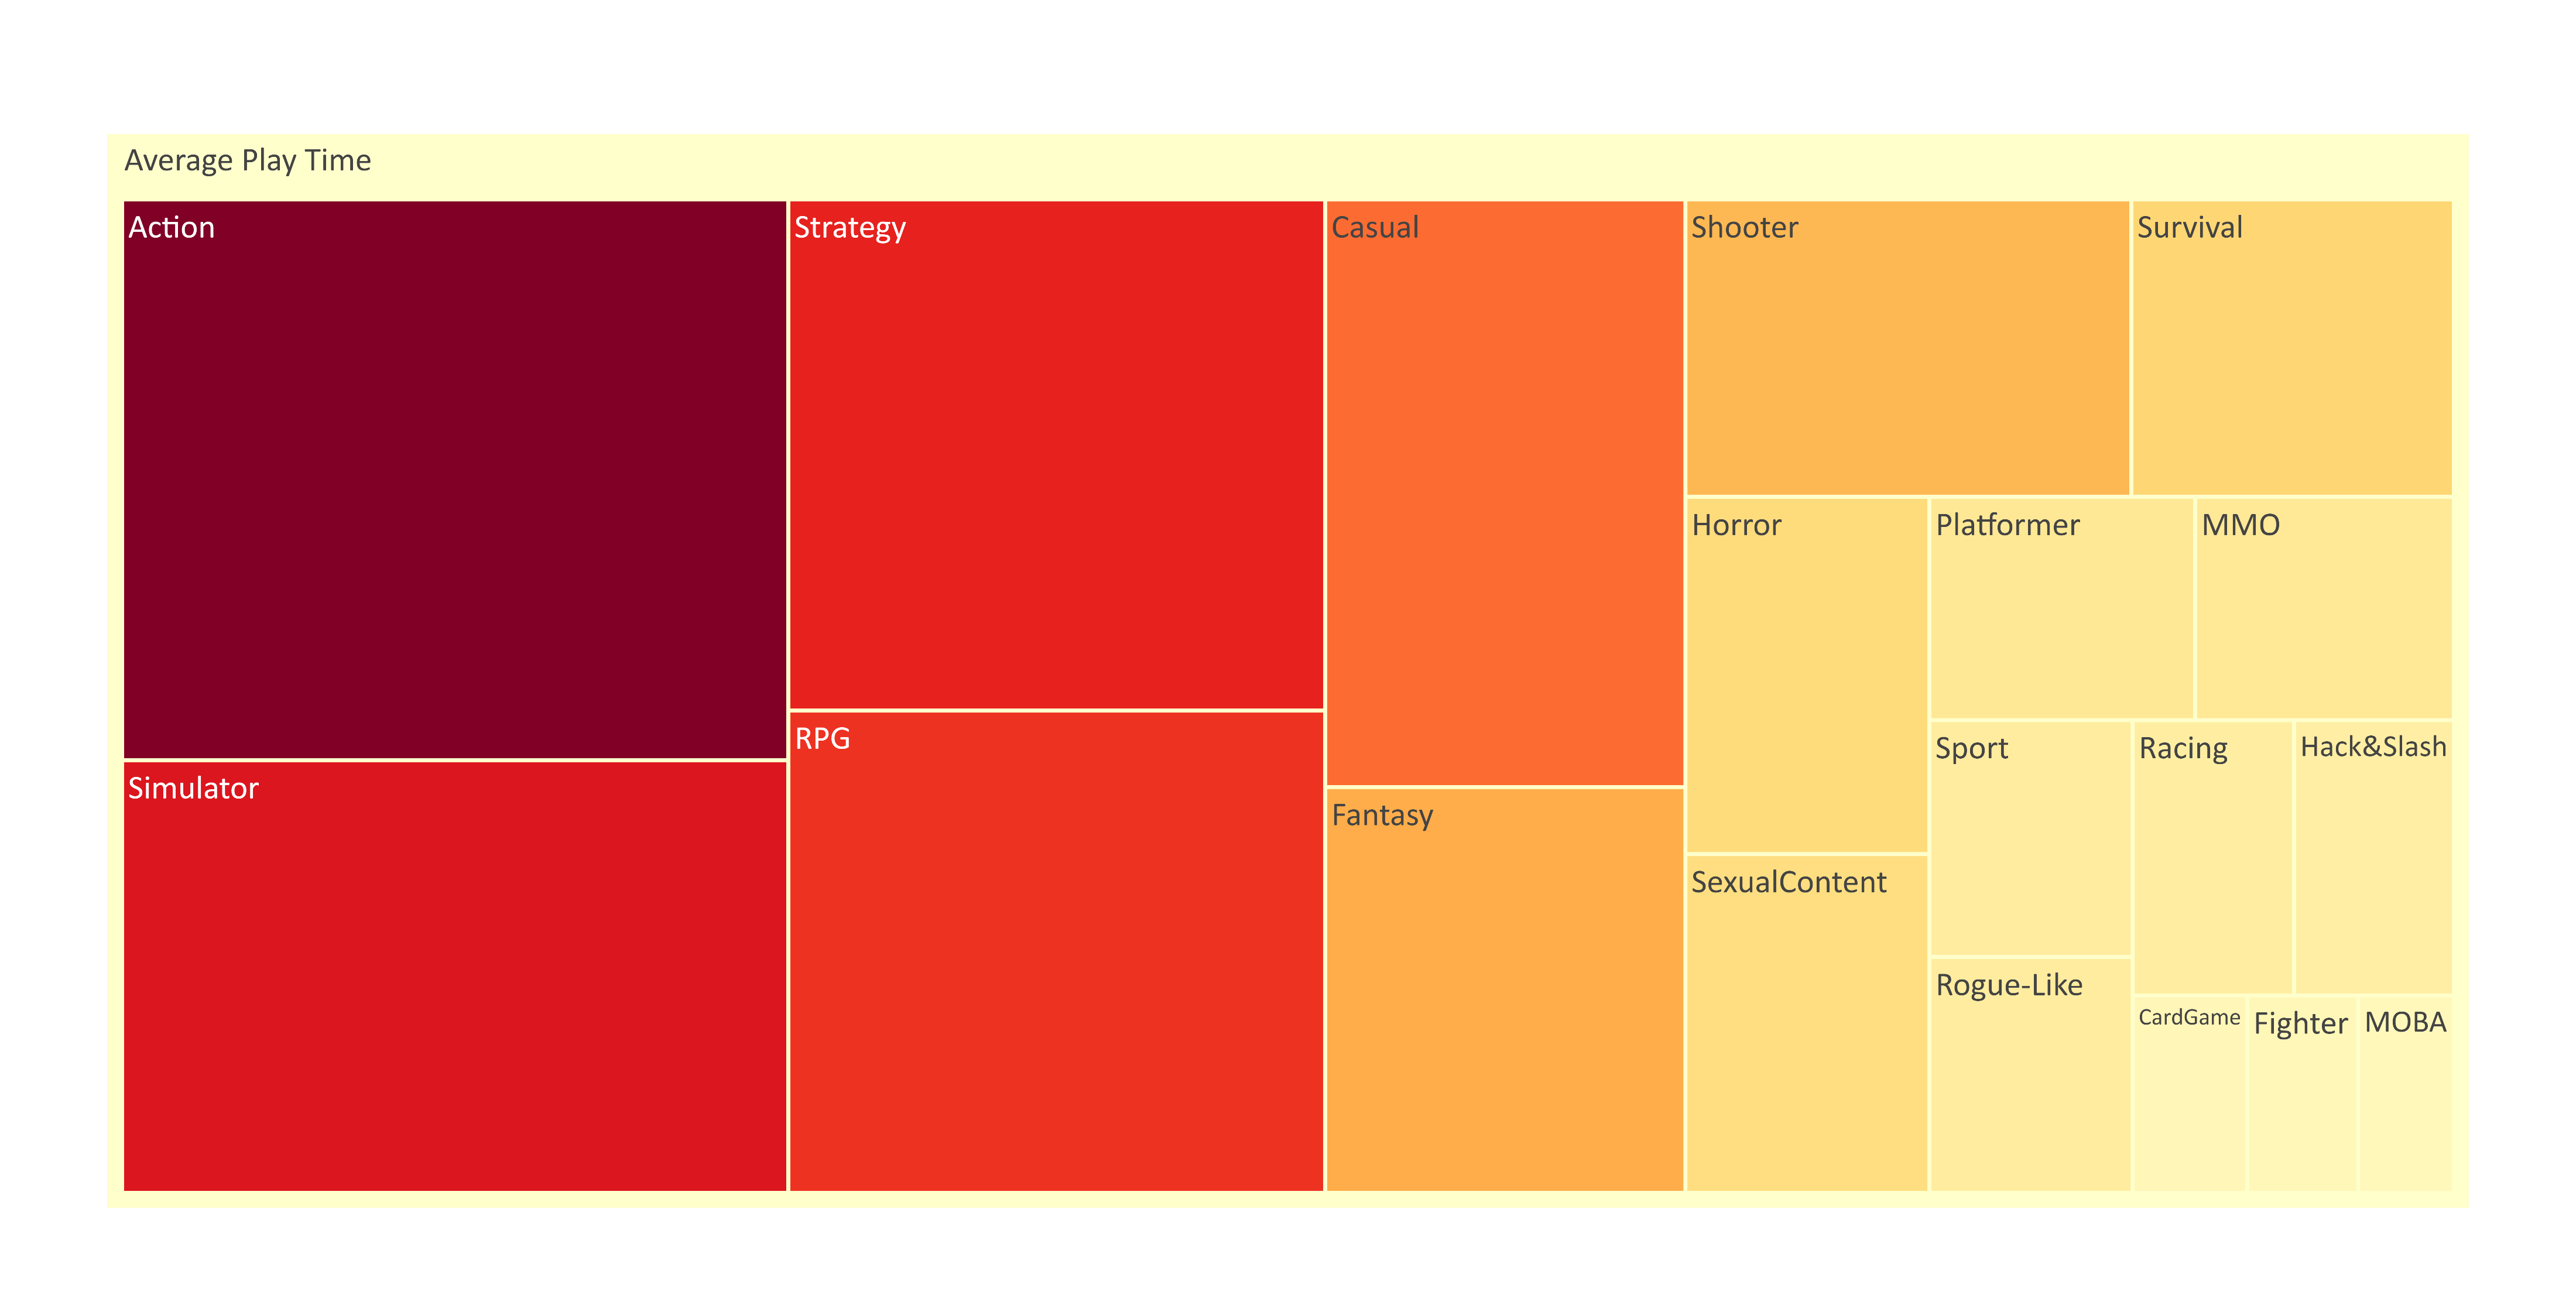 Average Play Time
Action
Strategy
Casual
Shooter
Survival
Horror
Platformer
MMO
RPG
Sport
Racing
Hack&Slash
Simulator
Fantasy
SexualContent
Rogue-Like
CardGame
Fighter
MOBA